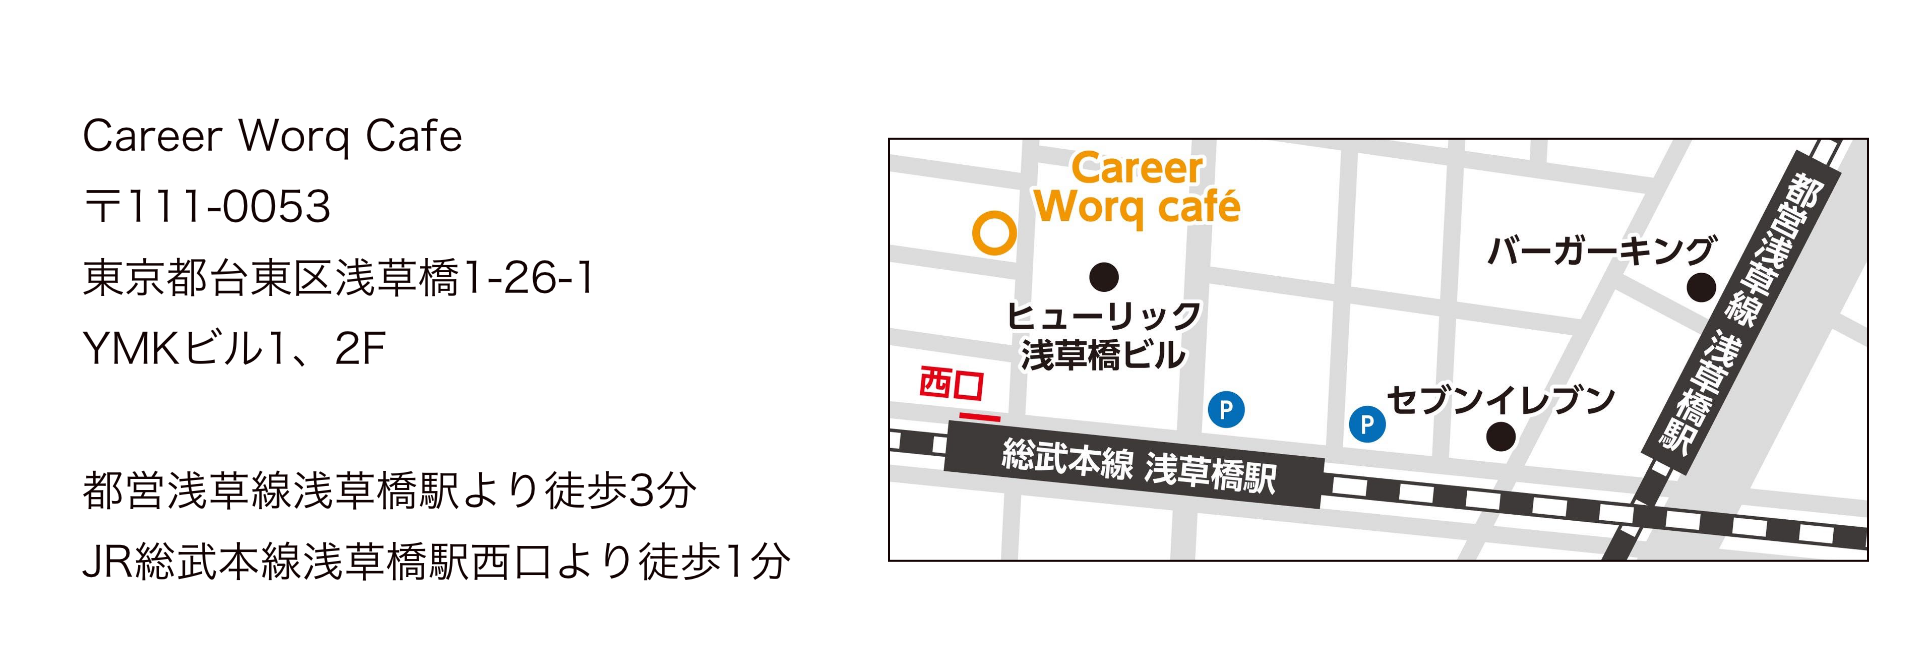 Career Worq Cafe
〒111-0053
東京都台東区浅草橋1-26-1
YMKビル1、2F
都営浅草線浅草橋駅より徒歩3分
JR総武本線浅草橋駅西口より徒歩1分
Career
Worq café
ヒューリック
浅草橋ビル
西口
総武本線 浅草橋駅
P
P
セブンイレブン
バーガーキング
都営浅草線 浅草橋駅